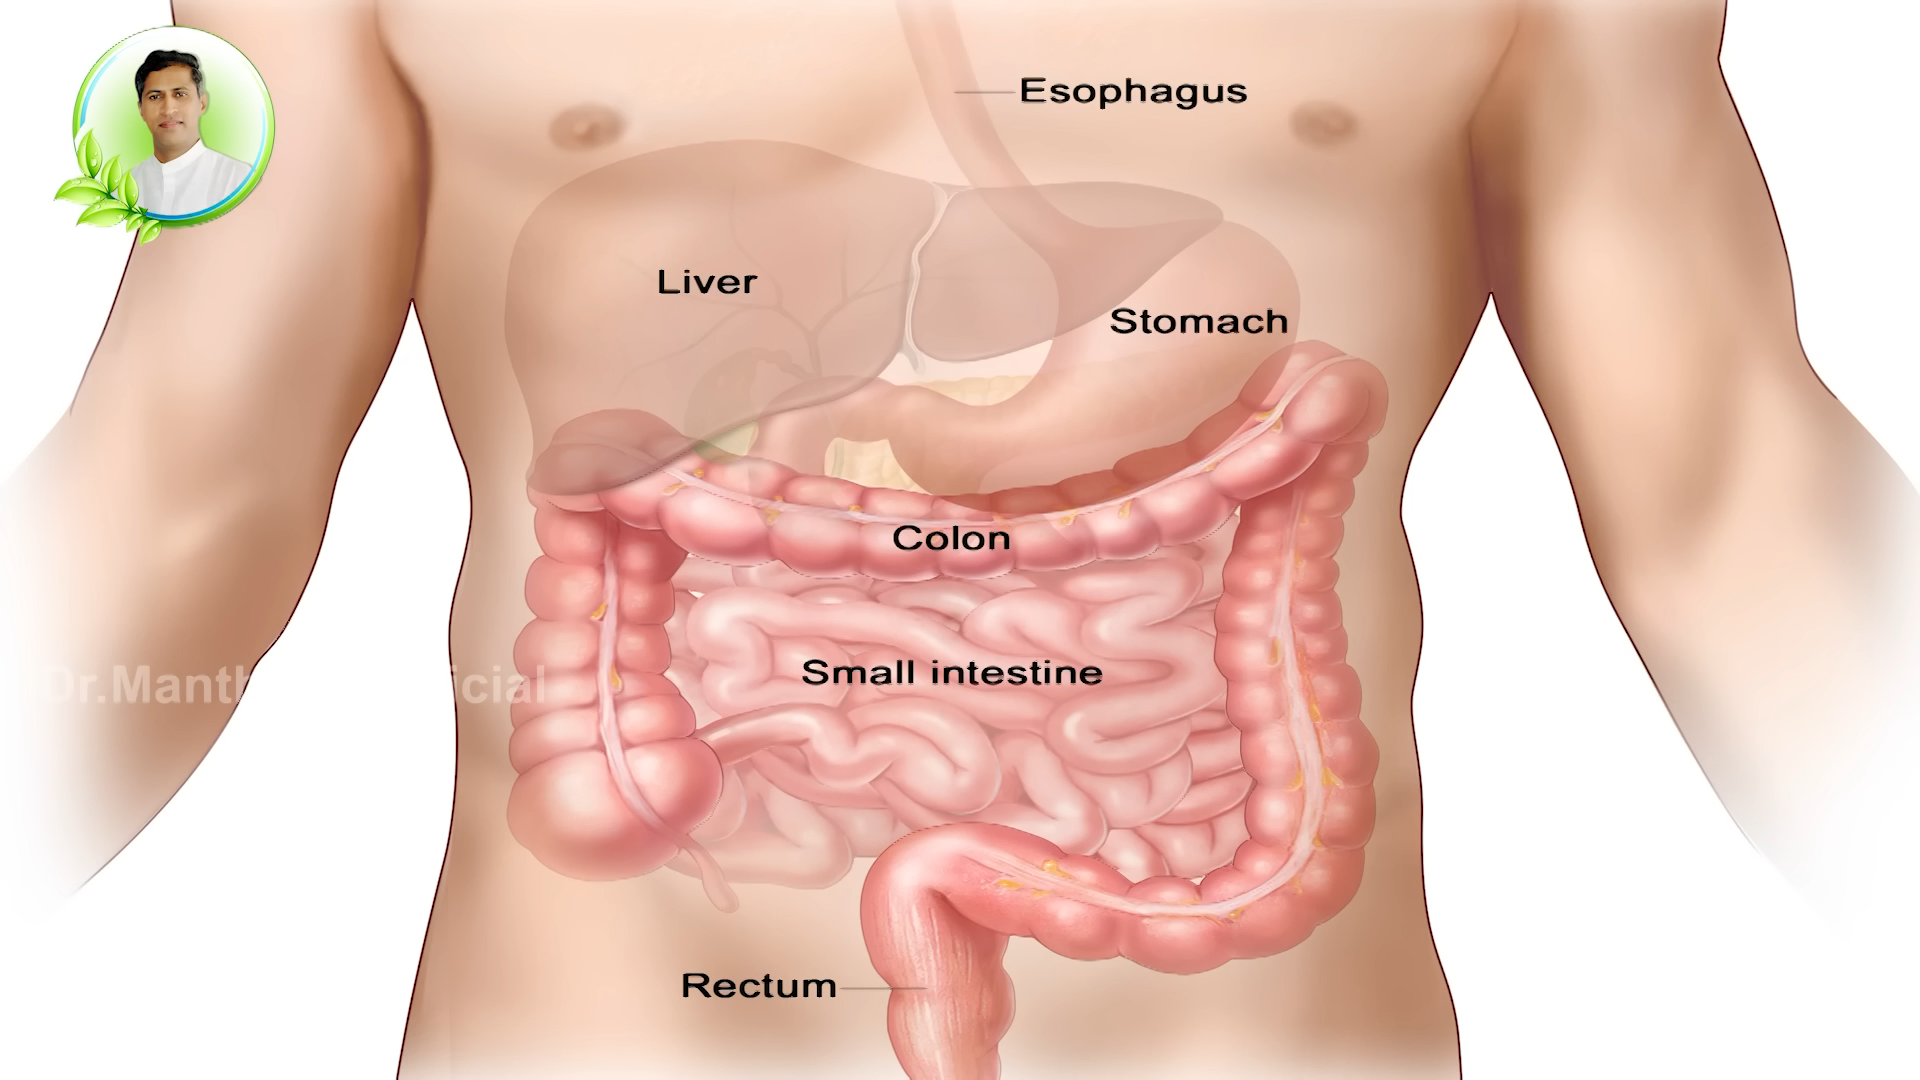 Esophagus
Liver
Stomach
Colon
Small intestine
Rectum